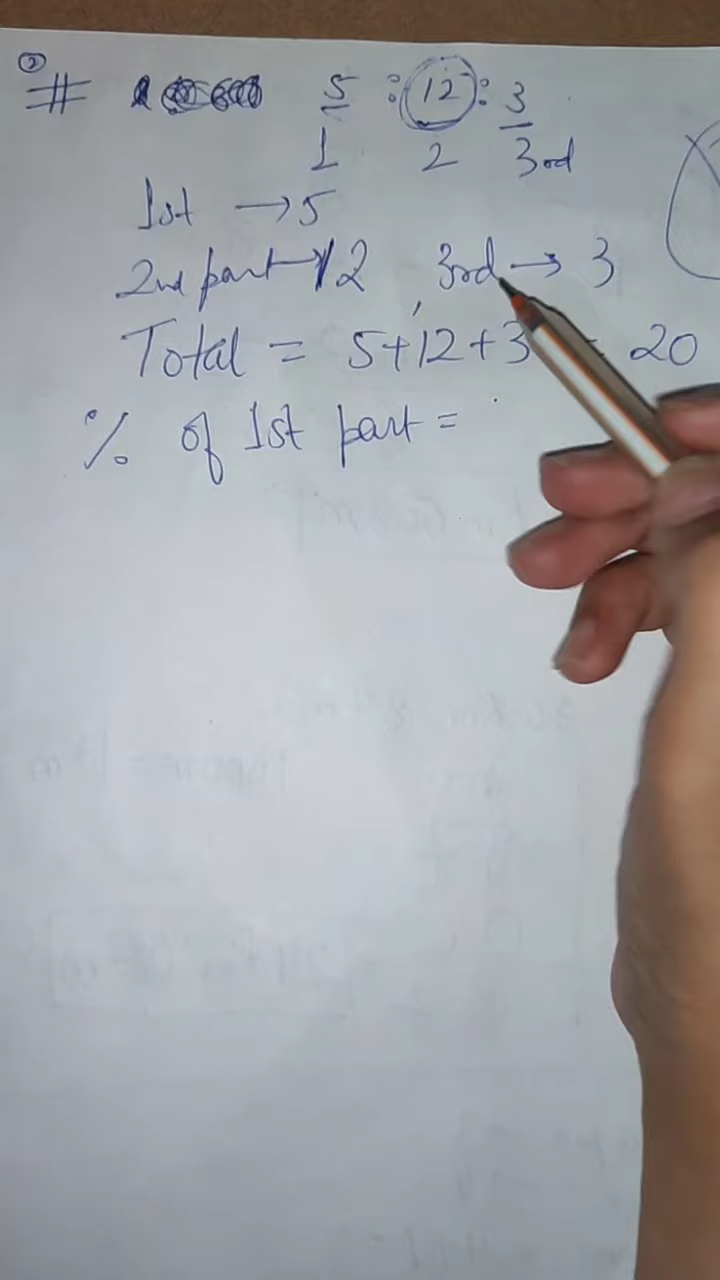 ② # 5 : 12 : 3
1 2 3rd
1st → 5
2nd part → 12 , 3rd → 3
Total = 5+12+3 = 20
% of 1st part =